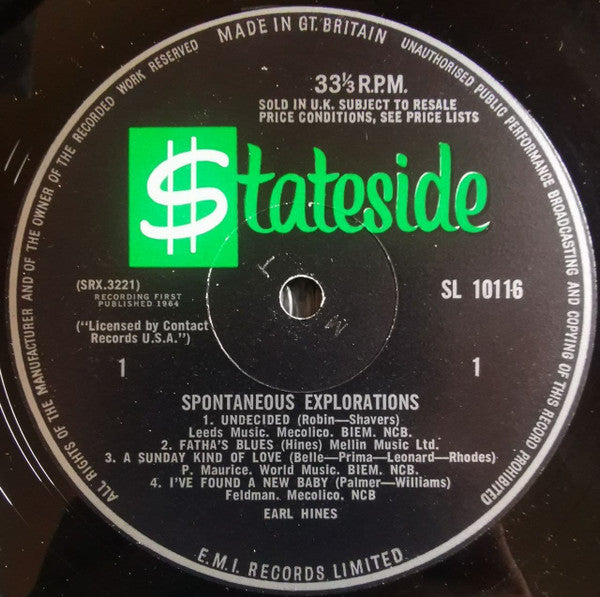 MADE IN GT. BRITAIN
UNAUTHORISED PUBLIC PERFORMANCE BROADCASTING AND COPYING OF THIS RECORD PROHIBITED
ALL RIGHTS OF THE MANUFACTURER AND OF THE OWNER OF THE RECORDED WORK RESERVED
33⅓ R.P.M.
SOLD IN U.K. SUBJECT TO RESALE
PRICE CONDITIONS, SEE PRICE LISTS
$tateside
(SRX.3221)
RECORDING FIRST
PUBLISHED 1964
SL 10116
("Licensed by Contact
Records U.S.A.")
1
1
SPONTANEOUS EXPLORATIONS
1. UNDECIDED (Robin—Shavers)
Leeds Music. Mecolico. BIEM. NCB.
2. FATHA'S BLUES (Hines) Mellin Music Ltd.
3. A SUNDAY KIND OF LOVE (Belle—Prima—Leonard—Rhodes)
P. Maurice. World Music. BIEM. NCB.
4. I'VE FOUND A NEW BABY (Palmer—Williams)
Feldman. Mecolico. NCB
EARL HINES
E.M.I. RECORDS LIMITED